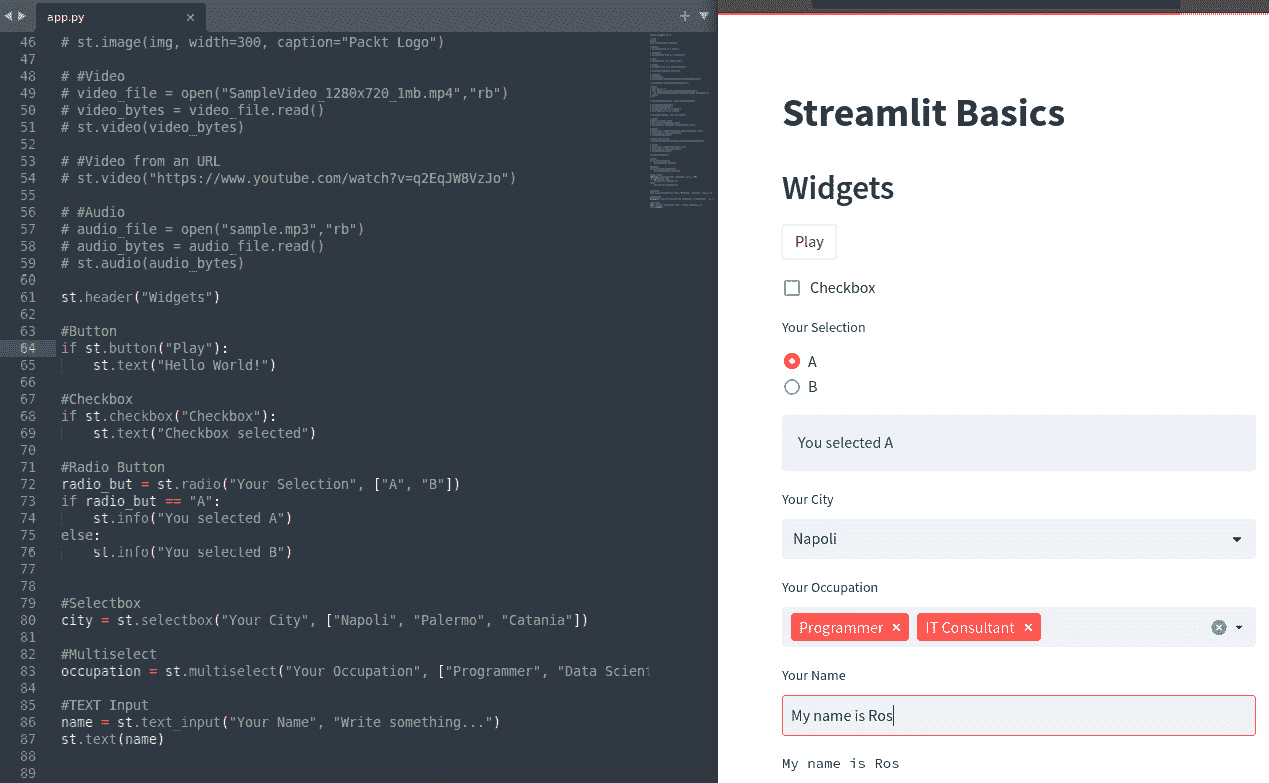 app.py
46 # st.image(img, width=300, caption="Packt Logo")
47
48 # #Video
49 # video_file = open("SampleVideo_1280x720_1mb.mp4","rb")
50 # video_bytes = video_file.read()
51 # st.video(video_bytes)
52
53 # #Video from an URL
54 # st.video("https://www.youtube.com/watch?v=q2EqJW8VzJo")
55
56 # #Audio
57 # audio_file = open("sample.mp3","rb")
58 # audio_bytes = audio_file.read()
59 # st.audio(audio_bytes)
60
61 st.header("Widgets")
62
63 #Button
64 if st.button("Play"):
65 st.text("Hello World!")
66
67 #Checkbox
68 if st.checkbox("Checkbox"):
69 st.text("Checkbox selected")
70
71 #Radio Button
72 radio_but = st.radio("Your Selection", ["A", "B"])
73 if radio_but == "A":
74 st.info("You selected A")
75 else:
76 st.info("You selected B")
77
78
79 #Selectbox
80 city = st.selectbox("Your City", ["Napoli", "Palermo", "Catania"])
81
82 #Multiselect
83 occupation = st.multiselect("Your Occupation", ["Programmer", "Data Scient
84
85 #TEXT Input
86 name = st.text_input("Your Name", "Write something...")
87 st.text(name)
88
89
Streamlit Basics
Widgets
Play
Checkbox
Your Selection
A
B
You selected A
Your City
Napoli
Your Occupation
Programmer × IT Consultant ×
Your Name
My name is Ros
My name is Ros